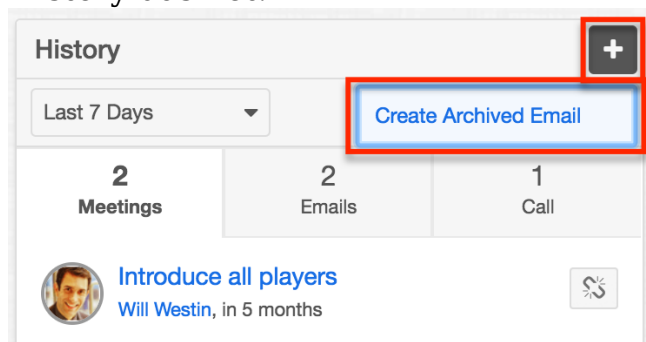 History
+
Last 7 Days
Create Archived Email
2
Meetings
2
Emails
1
Call
Introduce all players
Will Westin, in 5 months